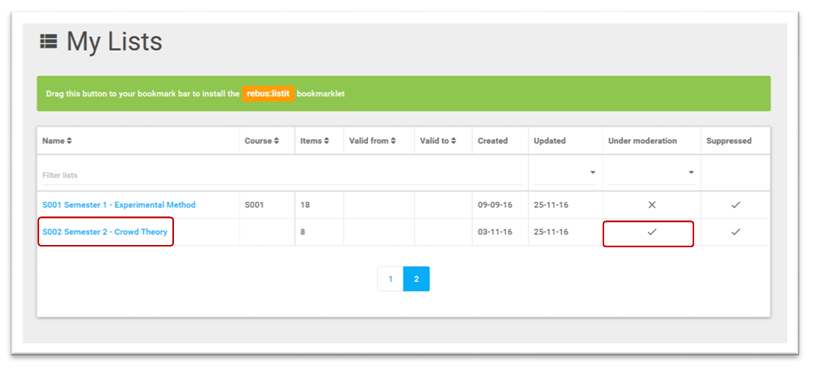 My Lists
Drag this button to your bookmark bar to install the rebus:listit bookmarklet
Name Course Items Valid from Valid to Created Updated Under moderation Suppressed
Filter lists
S001 Semester 1 - Experimental Method S001 18 09-09-16 25-11-16
S002 Semester 2 - Crowd Theory 8 03-11-16 25-11-16
1 2